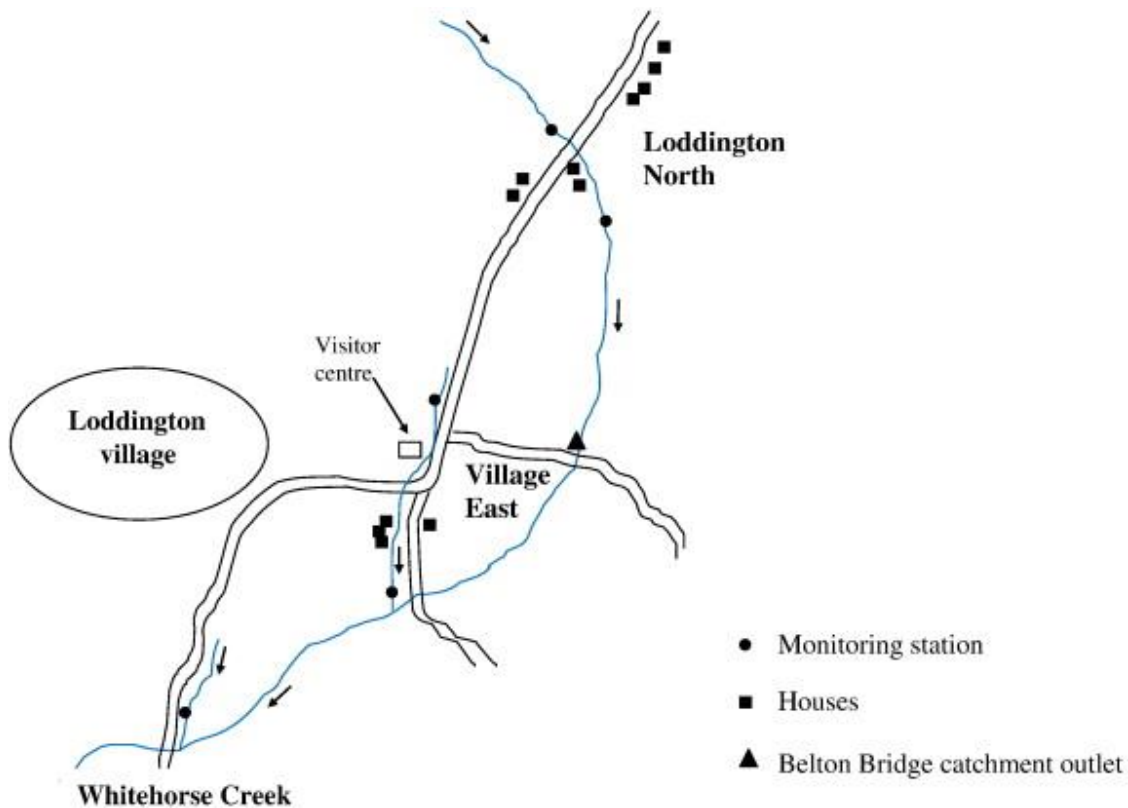 Loddington
North
Visitor
centre
Loddington
village
Village
East
Monitoring station
Houses
Belton Bridge catchment outlet
Whitehorse Creek